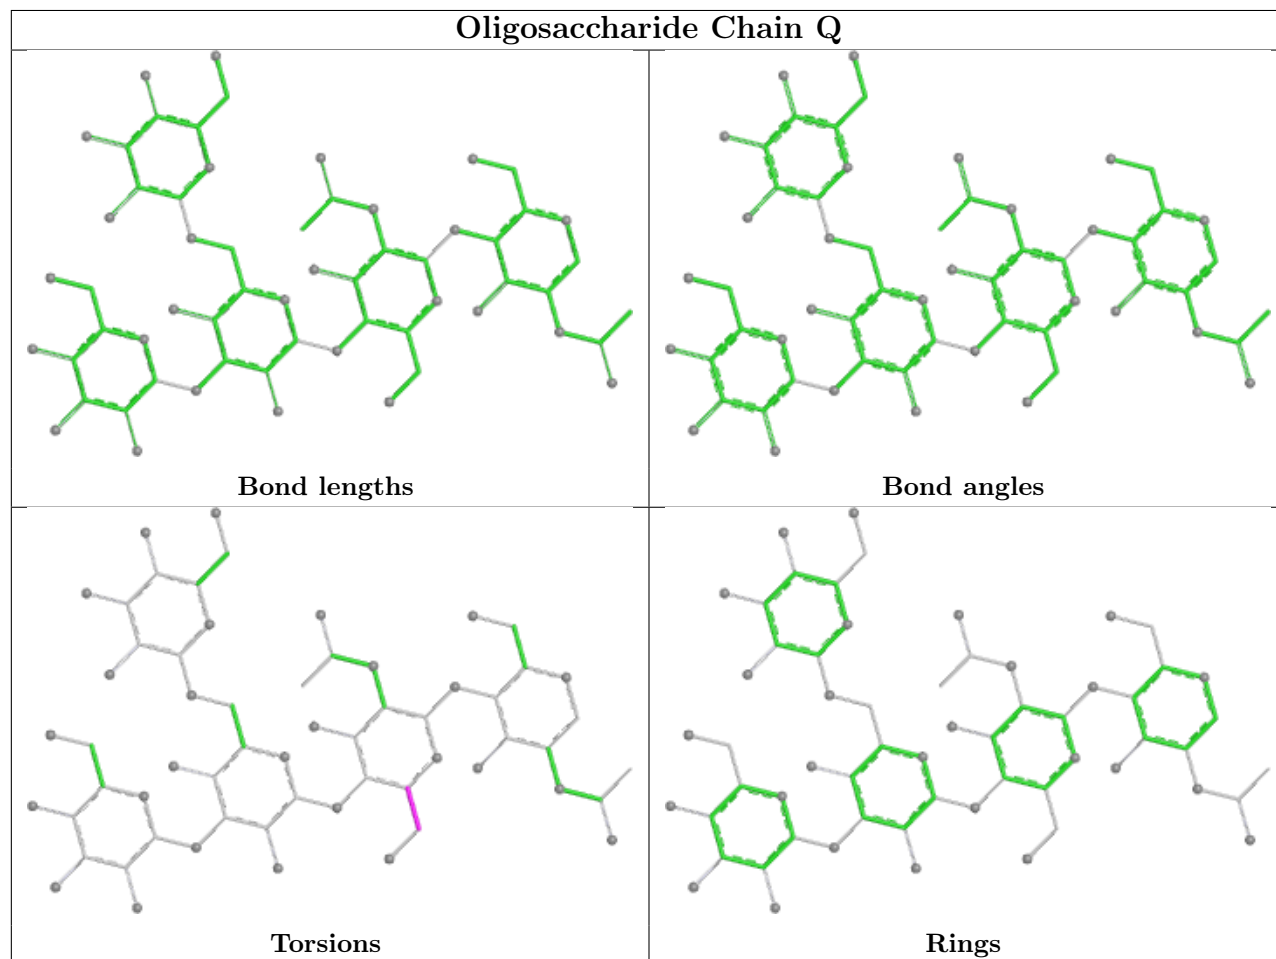 Oligosaccharide Chain Q
Bond lengths
Bond angles
Torsions
Rings